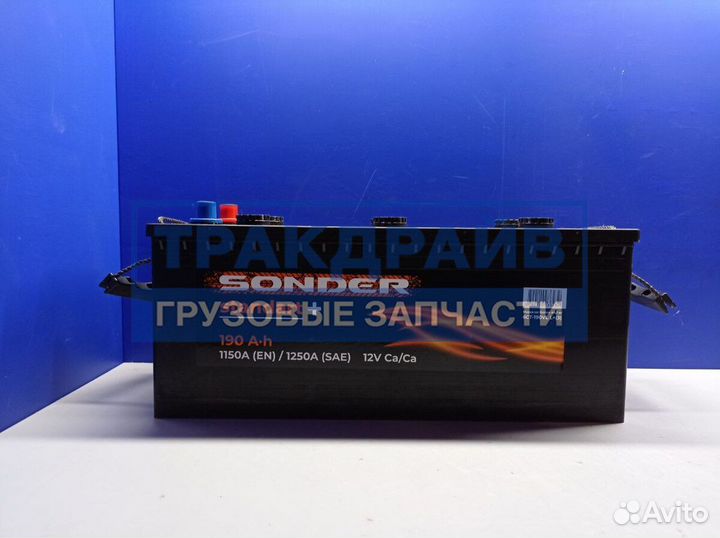 ТРАКДРАЙВ
SONDER
ГРУЗОВЫЕ ЗАПЧАСТИ
190 A·h
1150A (EN) / 1250A (SAE) 12V Ca/Ca
Avito